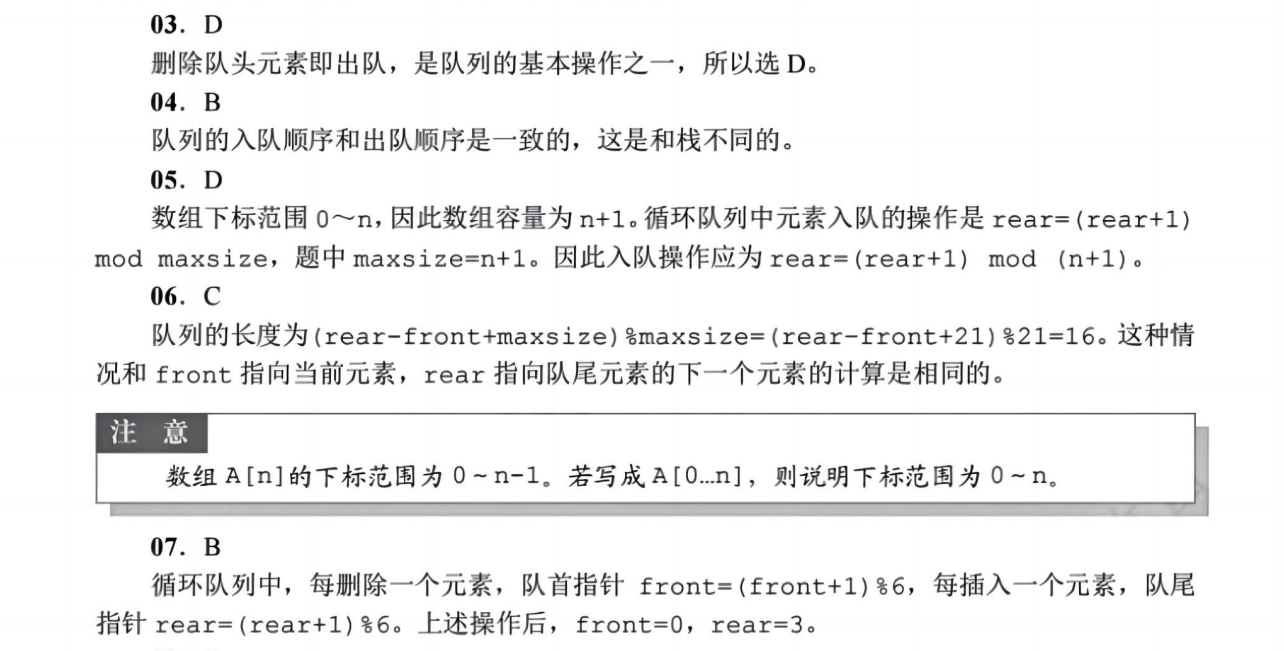 03. D
删除队头元素即出队，是队列的基本操作之一，所以选 D。
04. B
队列的入队顺序和出队顺序是一致的，这是和栈不同的。
05. D
数组下标范围 0～n，因此数组容量为 n+1。循环队列中元素入队的操作是 rear=(rear+1)
mod maxsize，题中 maxsize=n+1。因此入队操作应为 rear=(rear+1) mod (n+1)。
06. C
队列的长度为(rear-front+maxsize)%maxsize=(rear-front+21)%21=16。这种情
况和 front 指向当前元素，rear 指向队尾元素的下一个元素的计算是相同的。
注 意
数组 A[n]的下标范围为 0～n-1。若写成 A[0…n]，则说明下标范围为 0～n。
07. B
循环队列中，每删除一个元素，队首指针 front=(front+1)%6，每插入一个元素，队尾
指针 rear=(rear+1)%6。上述操作后，front=0，rear=3。